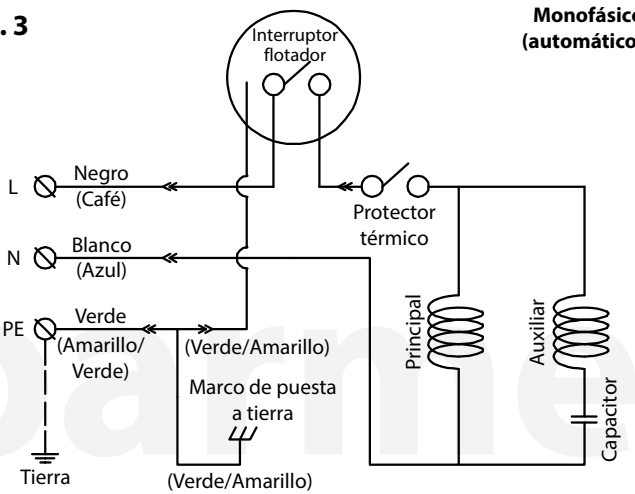 . 3
Monofásico
(automático
Interruptor
flotador
L
Negro
(Café)
Protector
térmico
N
Blanco
(Azul)
PE
Verde
(Amarillo/
Verde)
(Verde/Amarillo)
Marco de puesta
a tierra
Principal
Auxiliar
Capacitor
Tierra
(Verde/Amarillo)
barme